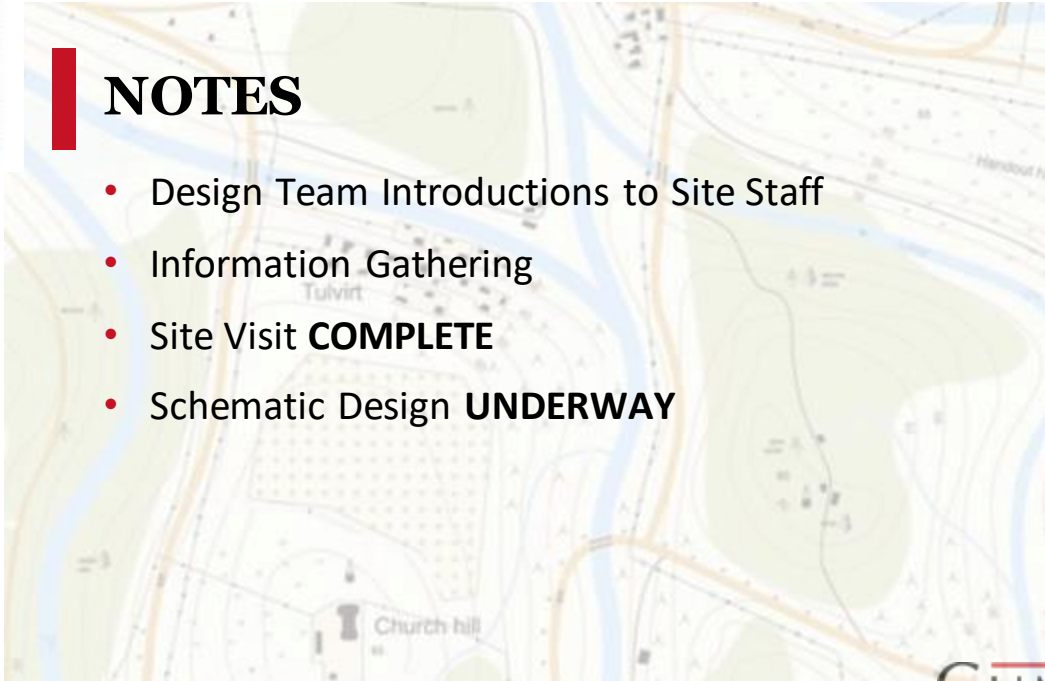 NOTES
• Design Team Introductions to Site Staff
• Information Gathering
Tulvirt
• Site Visit COMPLETE
• Schematic Design UNDERWAY
Church hill